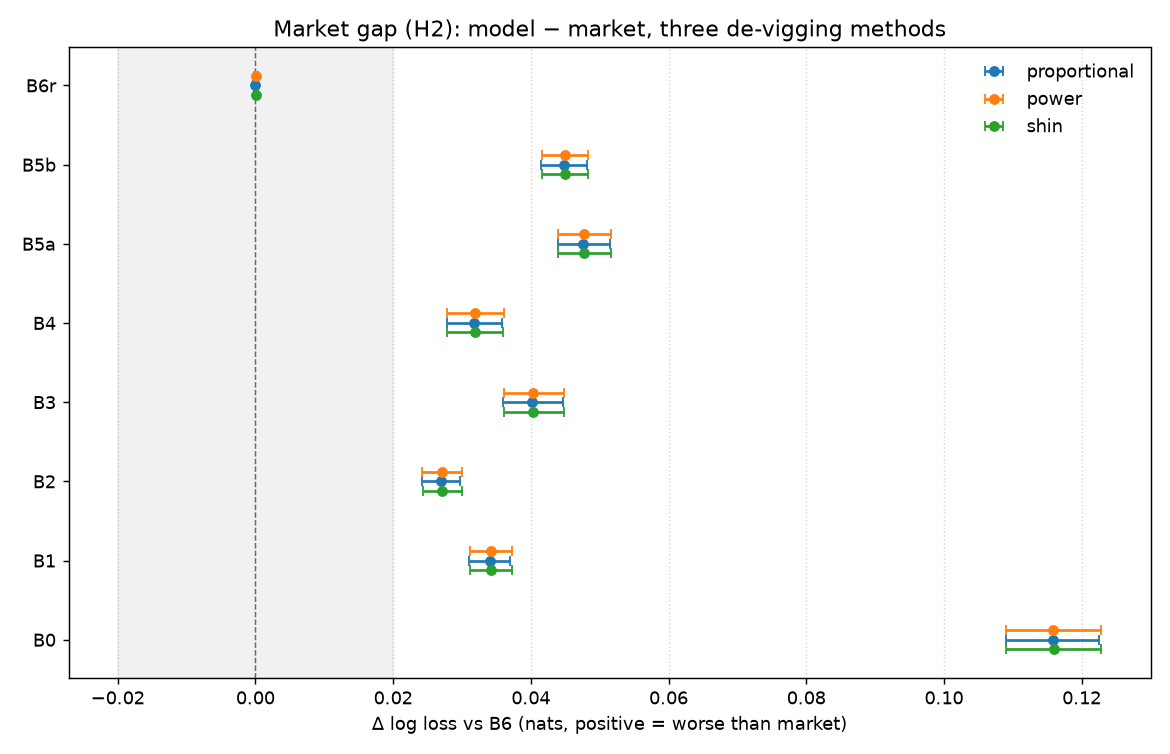 Market gap (H2): model − market, three de-vigging methods
proportional
power
shin
B6r
B5b
B5a
B4
B3
B2
B1
B0
−0.02 0.00 0.02 0.04 0.06 0.08 0.10 0.12
Δ log loss vs B6 (nats, positive = worse than market)